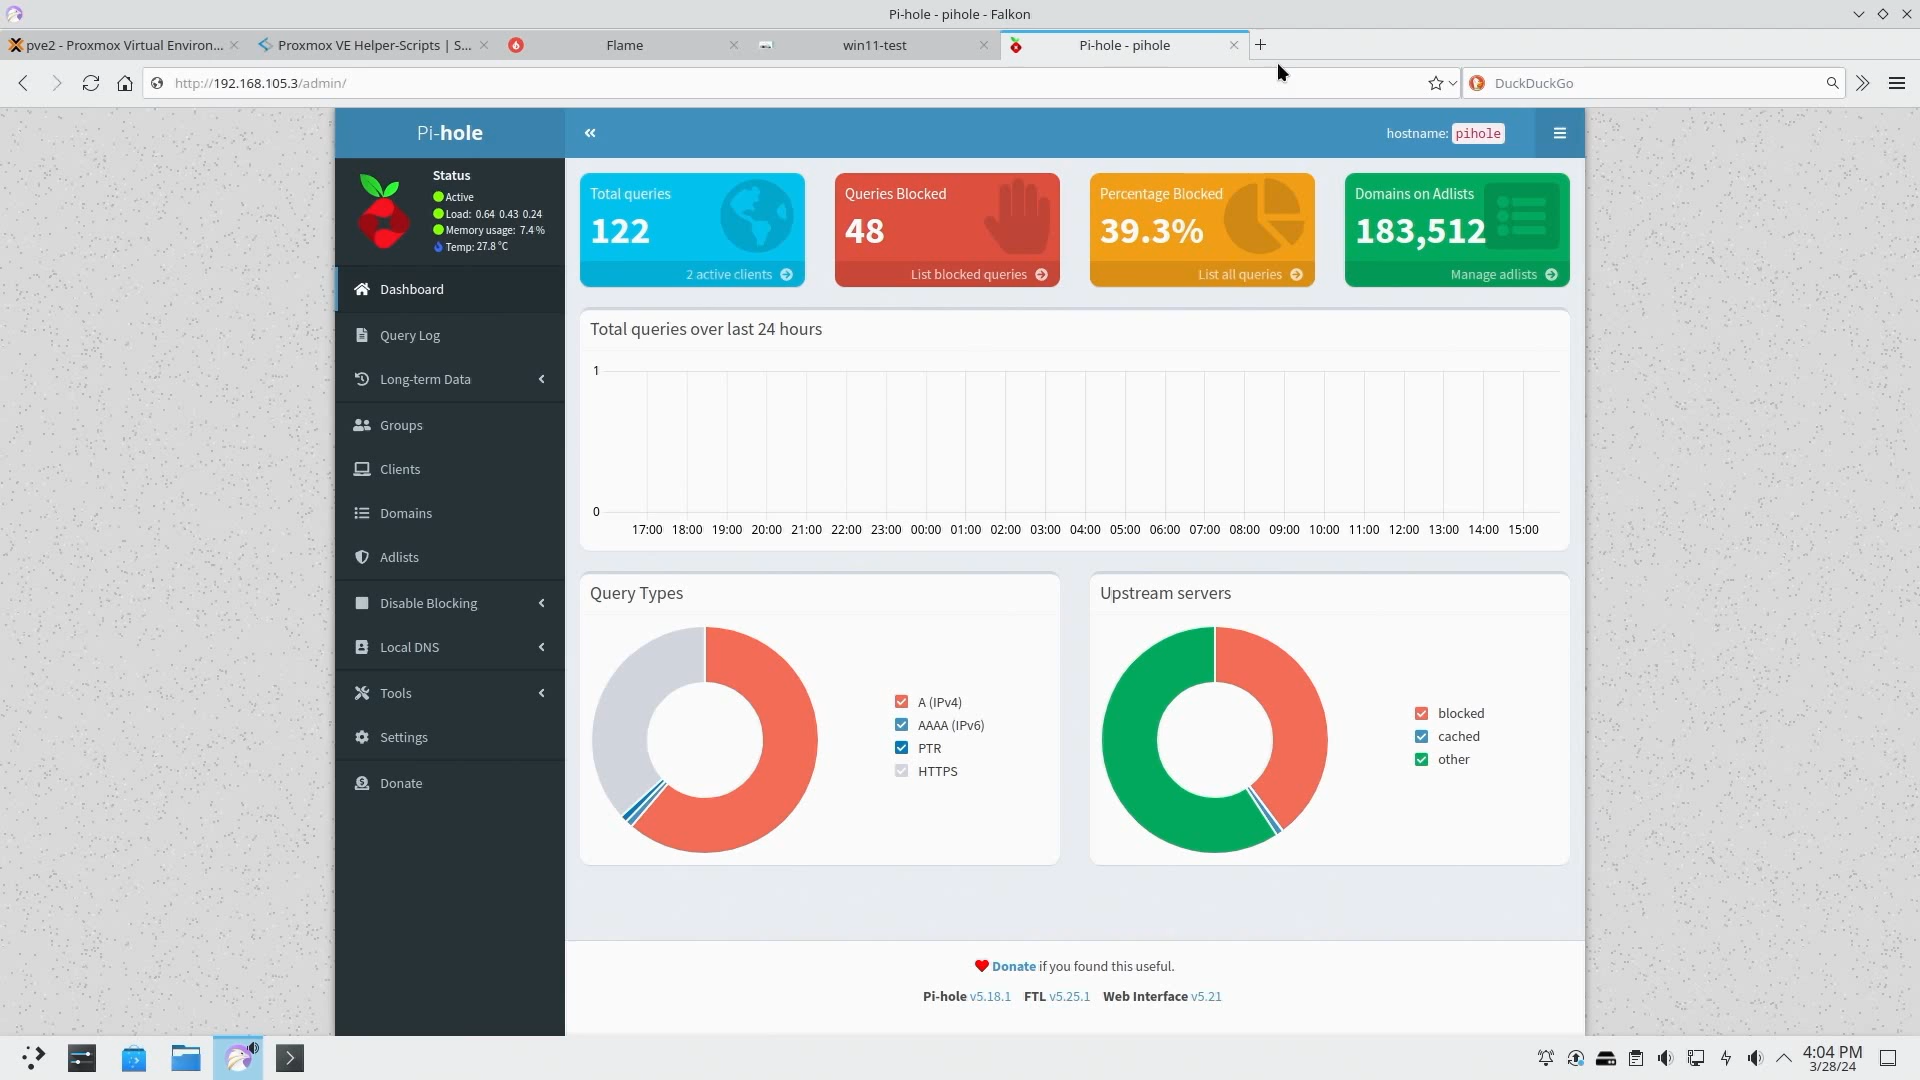 Pi-hole - pihole - Falkon
pve2 - Proxmox Virtual Environ...
Proxmox VE Helper-Scripts | S...
Flame
win11-test
Pi-hole - pihole
http://192.168.105.3/admin/
DuckDuckGo
Pi-hole
hostname: pihole
Status
Active
Load: 0.64 0.43 0.24
Memory usage: 7.4 %
Temp: 27.8 °C
Dashboard
Query Log
Long-term Data
Groups
Clients
Domains
Adlists
Disable Blocking
Local DNS
Tools
Settings
Donate
Total queries
122
2 active clients
Queries Blocked
48
List blocked queries
Percentage Blocked
39.3%
List all queries
Domains on Adlists
183,512
Manage adlists
Total queries over last 24 hours
1
0
17:00 18:00 19:00 20:00 21:00 22:00 23:00 00:00 01:00 02:00 03:00 04:00 05:00 06:00 07:00 08:00 09:00 10:00 11:00 12:00 13:00 14:00 15:00
Query Types
A (IPv4)
AAAA (IPv6)
PTR
HTTPS
Upstream servers
blocked
cached
other
Donate if you found this useful.
Pi-hole v5.18.1 FTL v5.25.1 Web Interface v5.21
4:04 PM
3/28/24